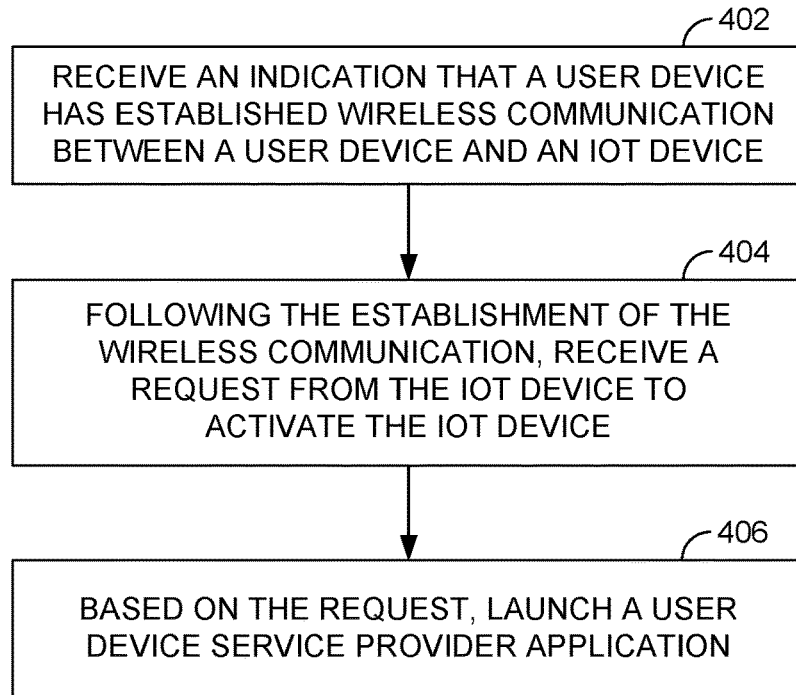 402
RECEIVE AN INDICATION THAT A USER DEVICE
HAS ESTABLISHED WIRELESS COMMUNICATION
BETWEEN A USER DEVICE AND AN IOT DEVICE
404
FOLLOWING THE ESTABLISHMENT OF THE
WIRELESS COMMUNICATION, RECEIVE A
REQUEST FROM THE IOT DEVICE TO
ACTIVATE THE IOT DEVICE
406
BASED ON THE REQUEST, LAUNCH A USER
DEVICE SERVICE PROVIDER APPLICATION